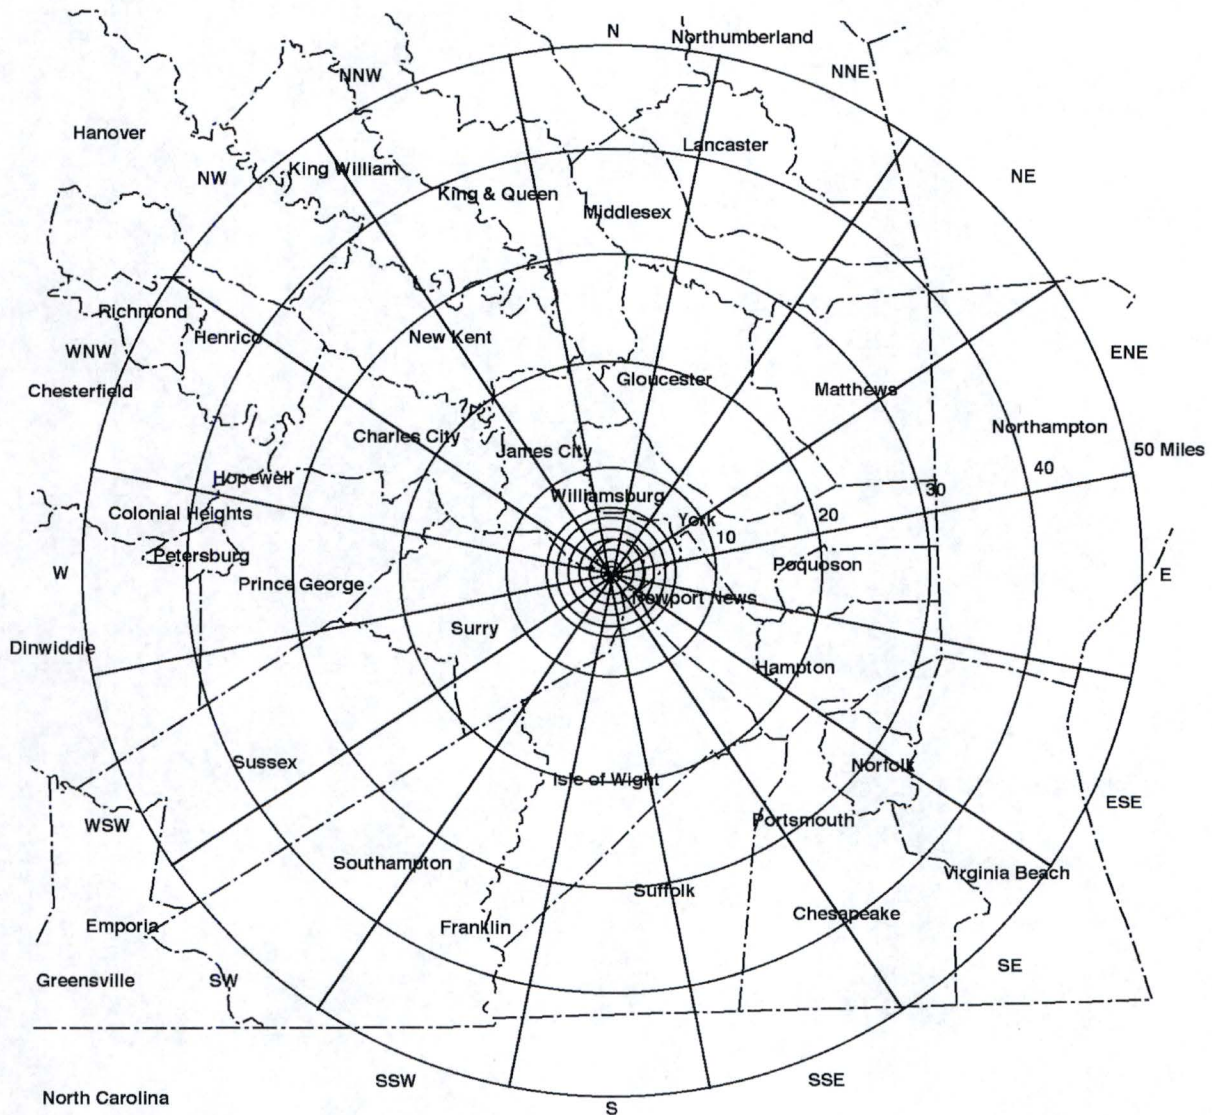 N
Northumberland
NNW
NNE
Hanover
Lancaster
King William
NW
NE
King & Queen
Middlesex
Richmond
Henrico
New Kent
WNW
ENE
Gloucester
Chesterfield
Matthews
Northampton
Charles City
James City
50 Miles
40
Hopewell
30
Williamsburg
Colonial Heights
20
York
10
Petersburg
Poquoson
W
E
Prince George
Newport News
Surry
Dinwiddie
Hampton
Sussex
Norfolk
Isle of Wight
ESE
WSW
Portsmouth
Southampton
Virginia Beach
Suffolk
Chesapeake
Emporia
Franklin
SE
Greensville
SW
SSW
SSE
North Carolina
S